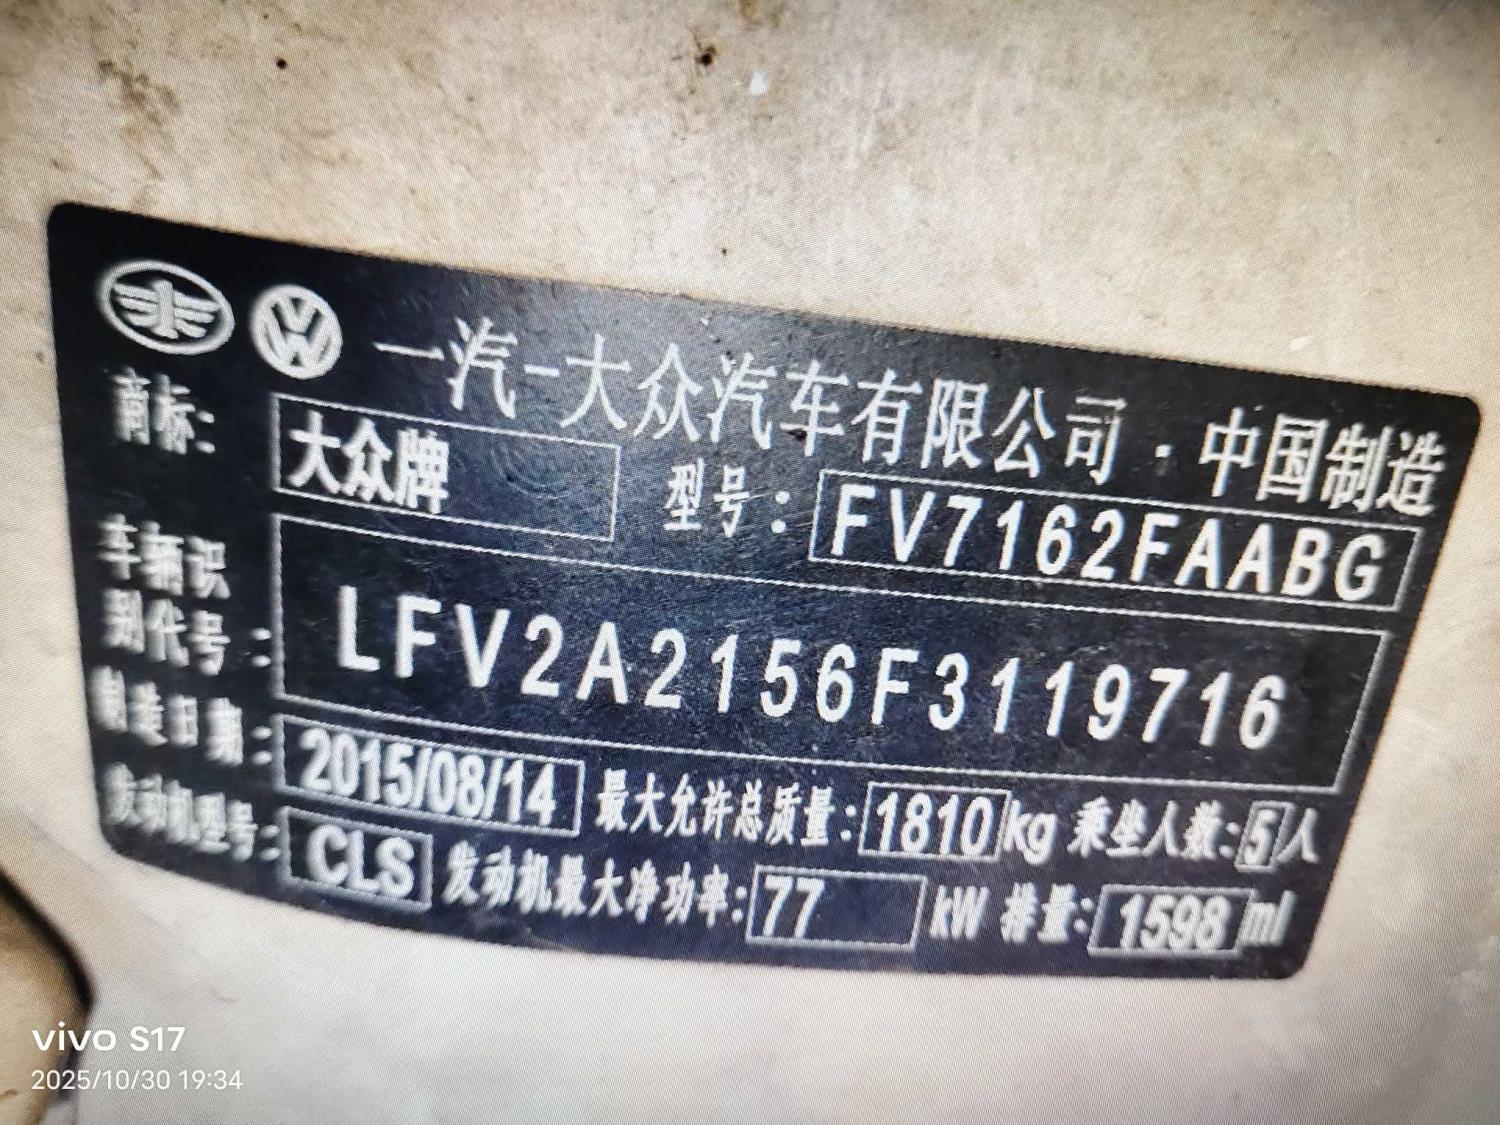 一汽-大众汽车有限公司·中国制造
商标: 大众牌 型号: FV7162FAABG
车辆识
别代号: LFV2A2156F3119716
制造日期: 2015/08/14 最大允许总质量: 1810 kg 乘坐人数: 5 人
发动机型号: CLS 发动机最大净功率: 77 kW 排量: 1598 ml
vivo S17
2025/10/30 19:34